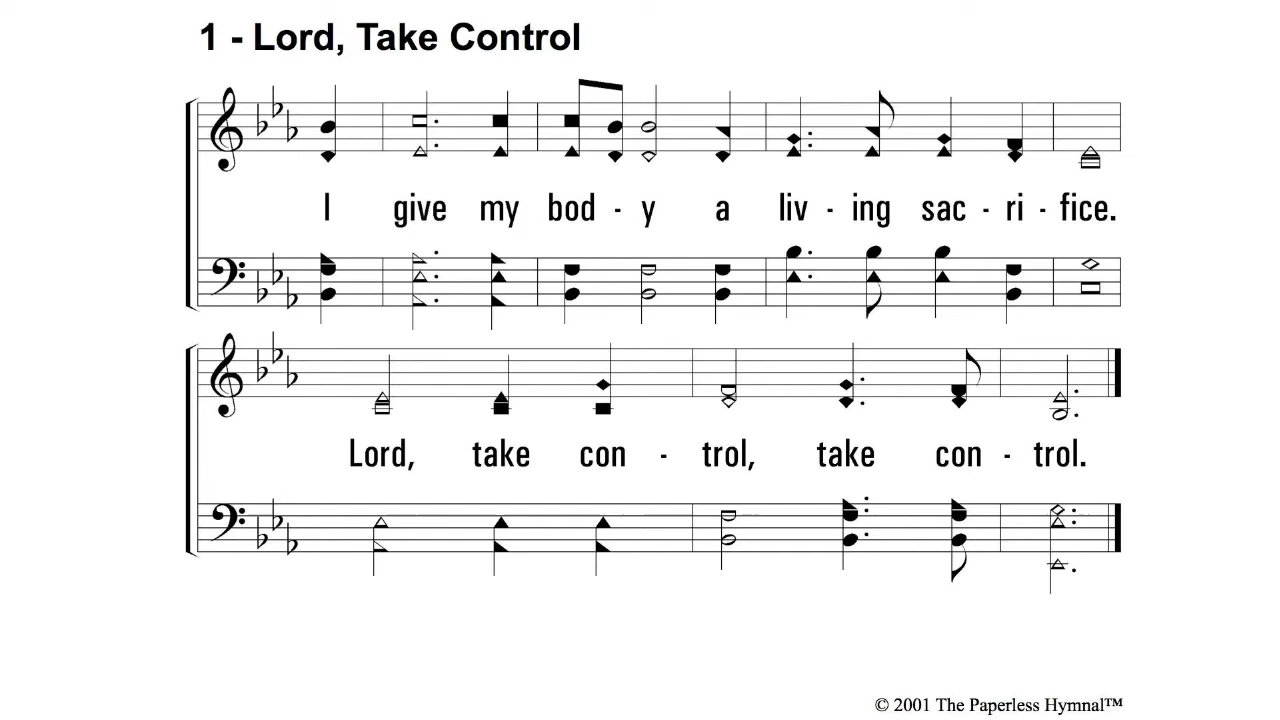 1 - Lord, Take Control
I give my bod - y a liv - ing sac - ri - fice.
Lord, take con - trol, take con - trol.
© 2001 The Paperless Hymnal™